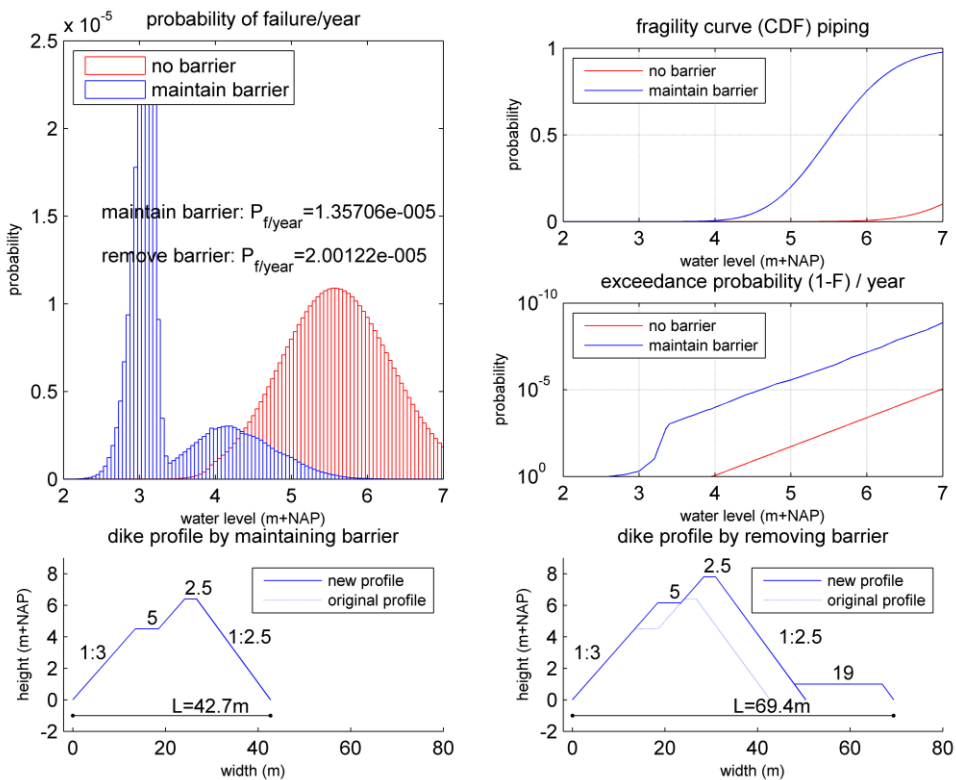 probability of failure/year
x 10^-5
2.5
2
1.5
1
0.5
0
probability
no barrier
maintain barrier
maintain barrier: P_f/year=1.35706e-005
remove barrier: P_f/year=2.00122e-005
2 3 4 5 6 7
water level (m+NAP)
fragility curve (CDF) piping
1
0.5
0
probability
no barrier
maintain barrier
2 3 4 5 6 7
water level (m+NAP)
exceedance probability (1-F) / year
10^-10
10^-5
10^0
probability
no barrier
maintain barrier
2 3 4 5 6 7
water level (m+NAP)
dike profile by maintaining barrier
8
6
4
2
0
-2
height (m+NAP)
new profile
original profile
2.5
5
1:3
1:2.5
L=42.7m
0 20 40 60 80
width (m)
dike profile by removing barrier
8
6
4
2
0
-2
height (m+NAP)
new profile
original profile
2.5
5
1:3
1:2.5
19
L=69.4m
0 20 40 60 80
width (m)